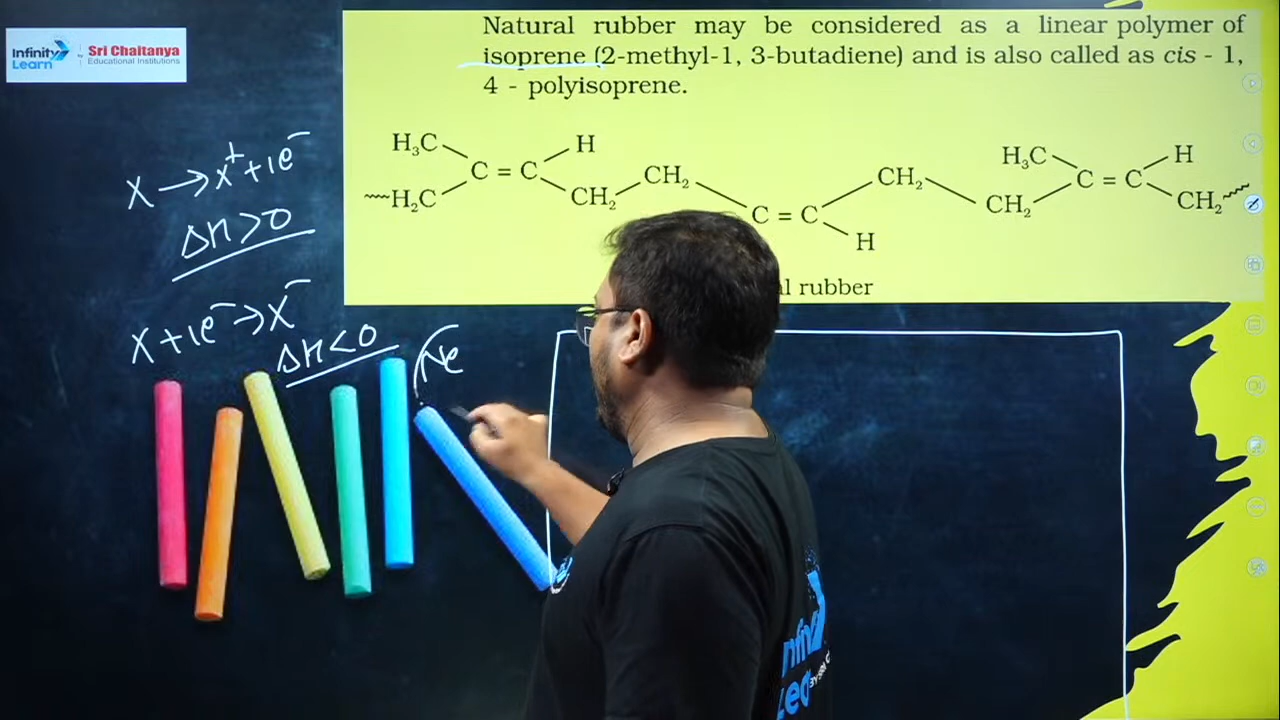 Infinity Learn by Sri Chaitanya Educational Institutions
Natural rubber may be considered as a linear polymer of
isoprene (2-methyl-1, 3-butadiene) and is also called as cis - 1,
4 - polyisoprene.
H₃C H CH₂ CH₂ H₃C H
C = C C = C
H₂C CH₂ C = C CH₂ CH₂
H
al rubber
X → X⁺ + 1e⁻
ΔH > 0
X + 1e⁻ → X⁻
ΔH < 0
Ne
Infin
Lea